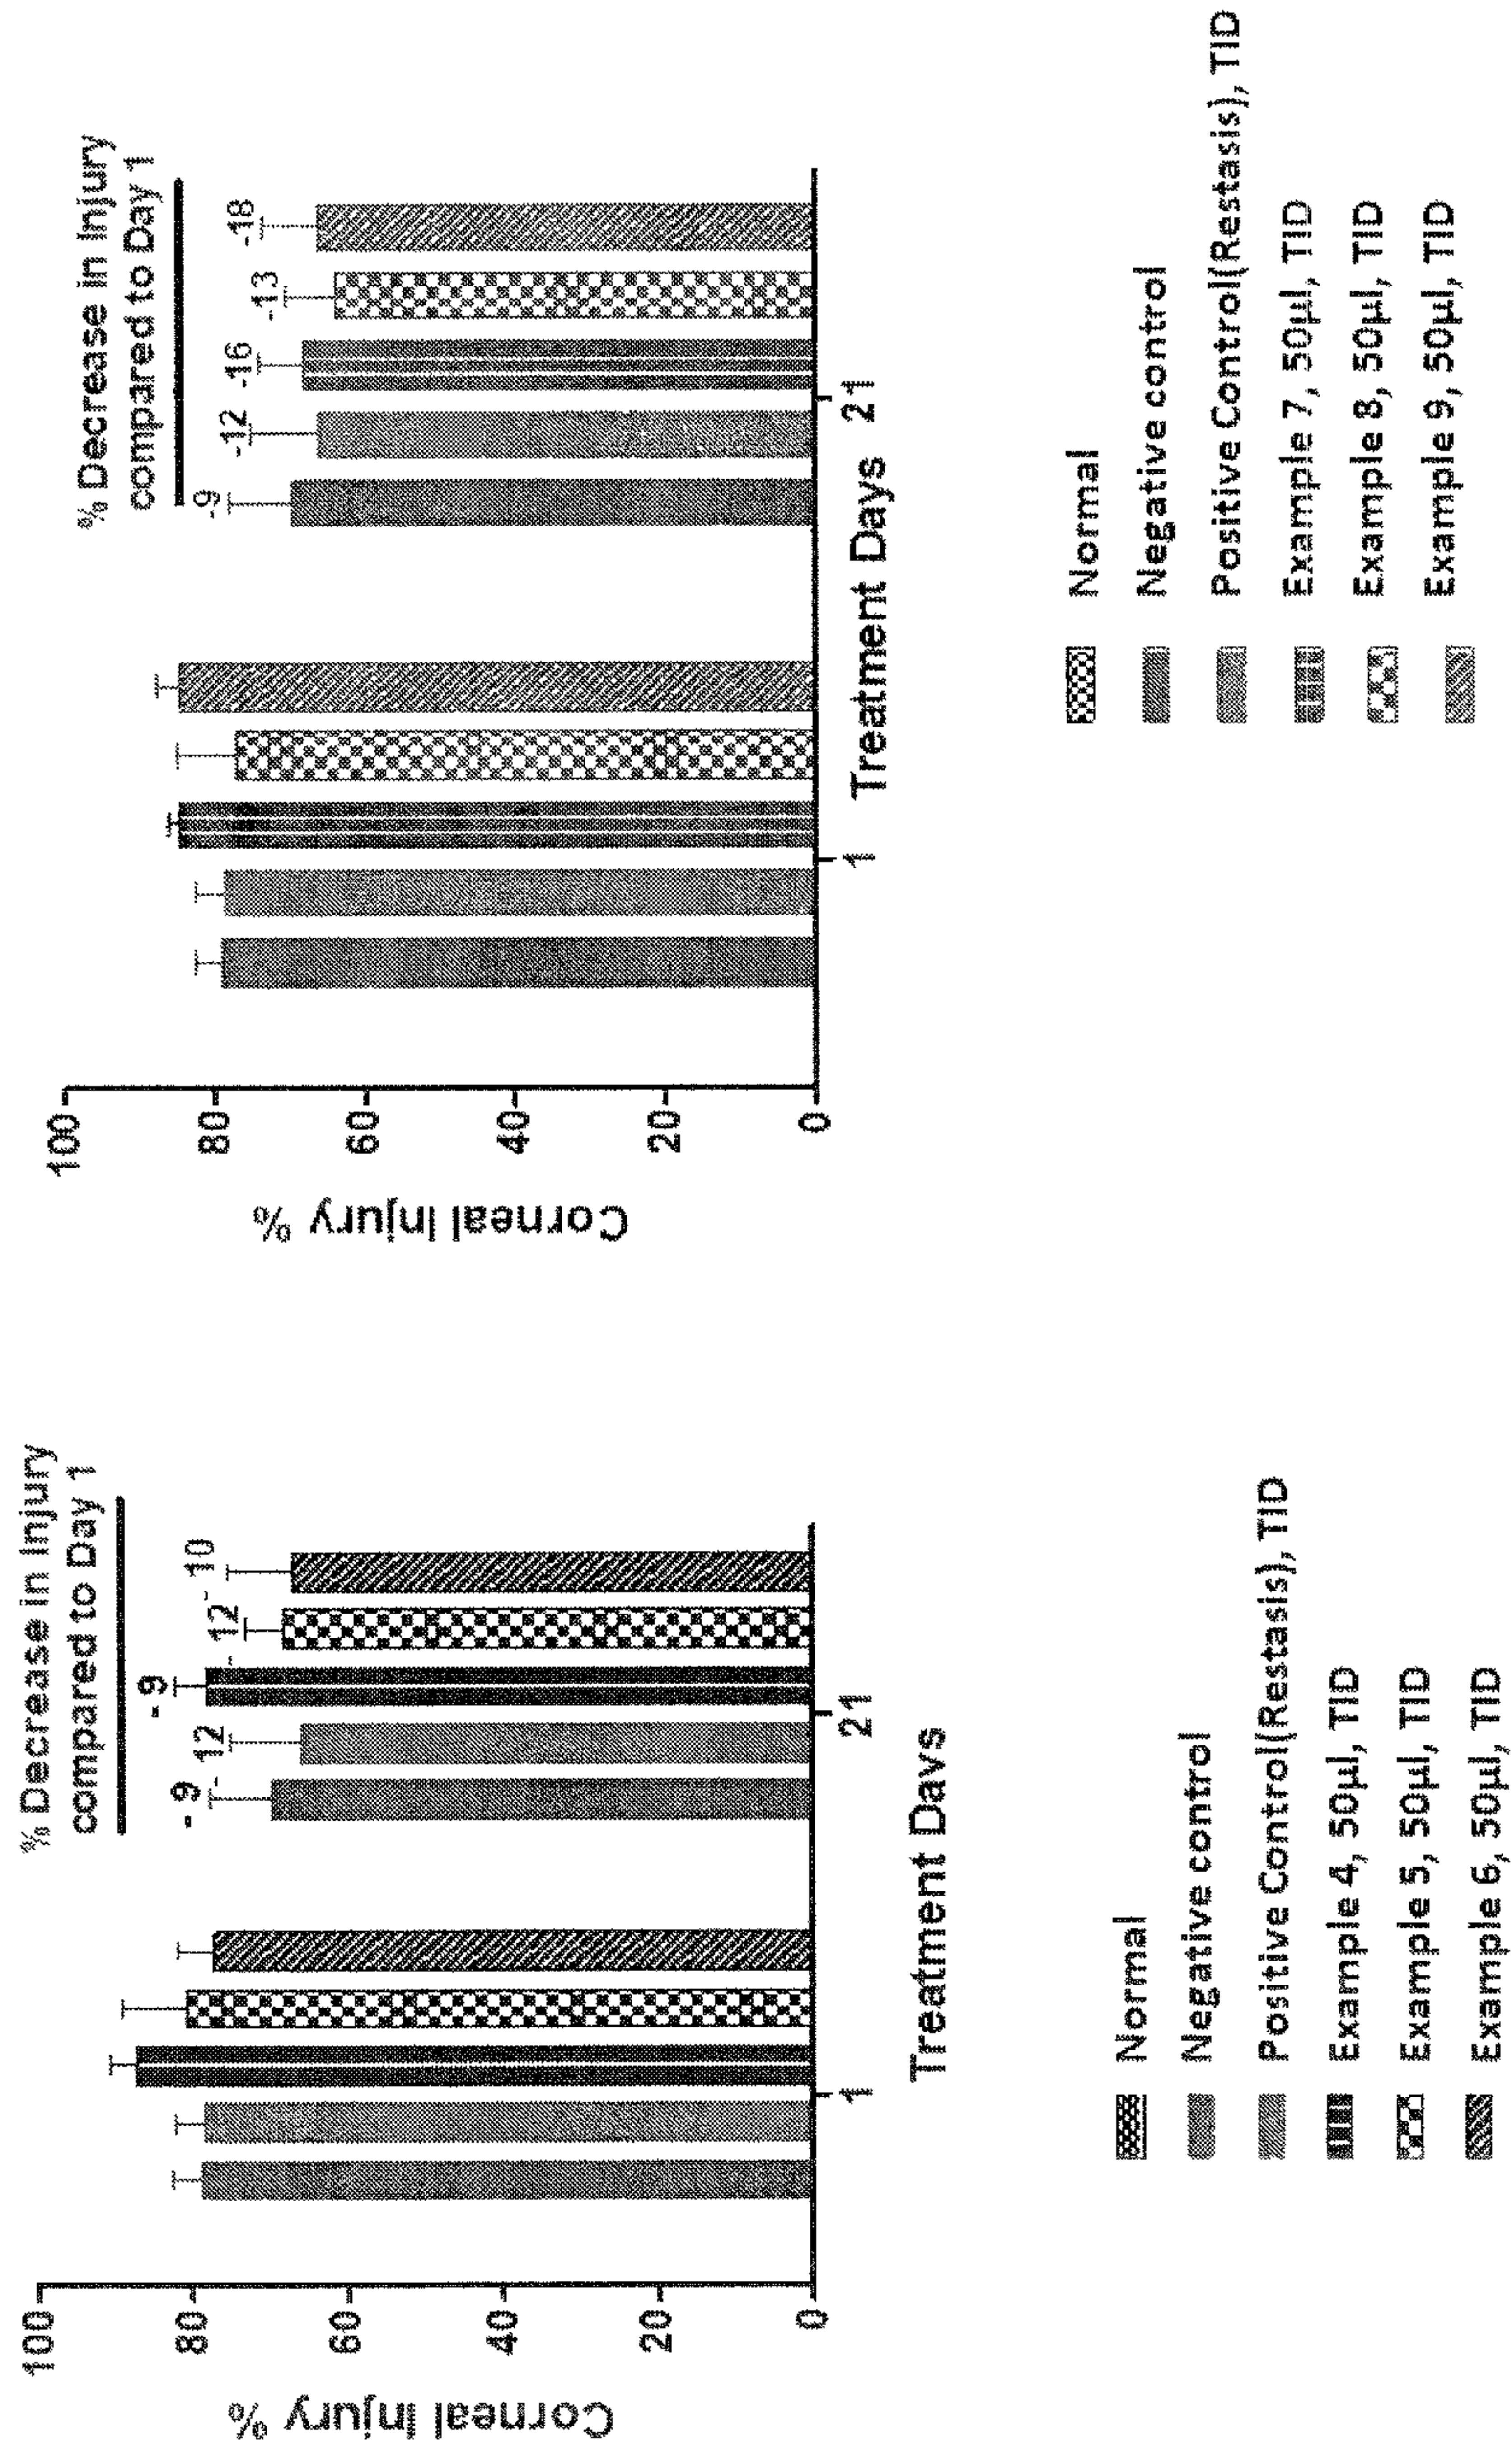 % Decrease in Injury
compared to Day 1
- 9
- 12
- 9
- 12
- 10
100
80
60
40
20
0
Corneal Injury %
1
21
Treatment Days
Normal
Negative control
Positive Control(Restasis), TID
Example 4, 50µl, TID
Example 5, 50µl, TID
Example 6, 50µl, TID
% Decrease in Injury
compared to Day 1
-9
-12
-16
-13
-18
100
80
60
40
20
0
Corneal Injury %
1
21
Treatment Days
Normal
Negative control
Positive Control(Restasis), TID
Example 7, 50µl, TID
Example 8, 50µl, TID
Example 9, 50µl, TID